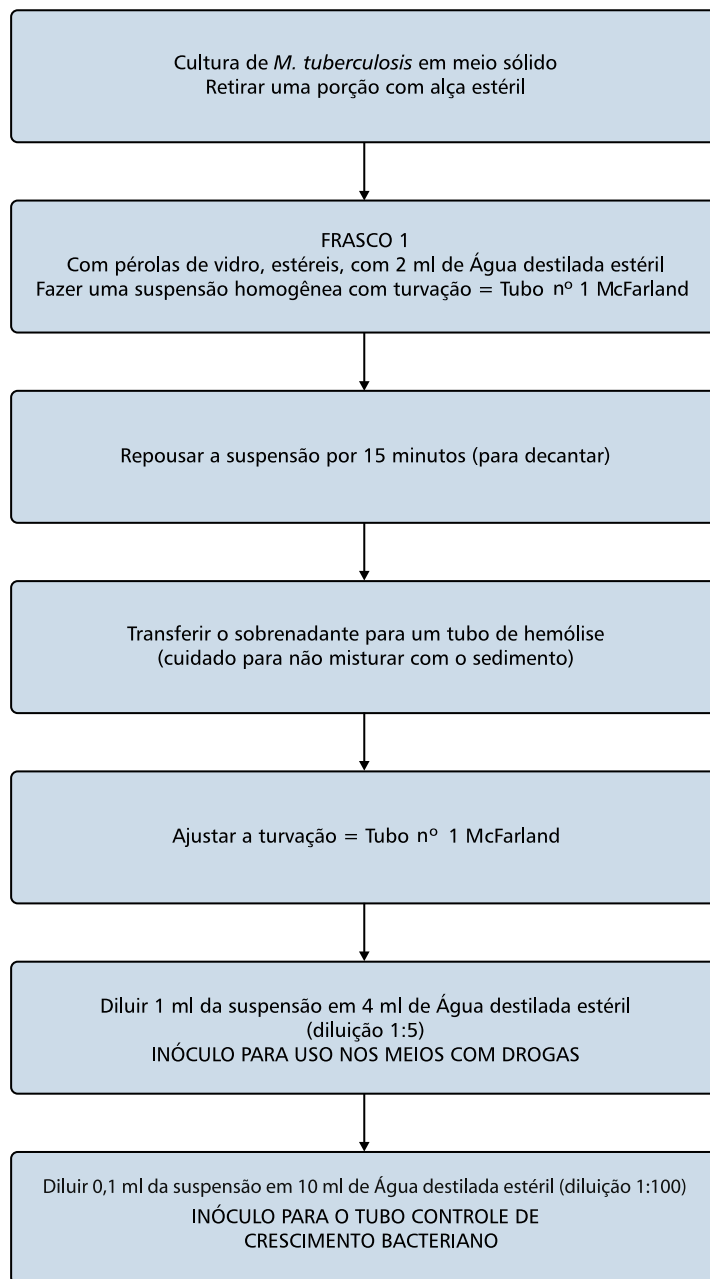 Cultura de M. tuberculosis em meio sólido
Retirar uma porção com alça estéril
FRASCO 1
Com pérolas de vidro, estéreis, com 2 ml de Água destilada estéril
Fazer uma suspensão homogênea com turvação = Tubo nº 1 McFarland
Repousar a suspensão por 15 minutos (para decantar)
Transferir o sobrenadante para um tubo de hemólise
(cuidado para não misturar com o sedimento)
Ajustar a turvação = Tubo nº 1 McFarland
Diluir 1 ml da suspensão em 4 ml de Água destilada estéril
(diluição 1:5)
INÓCULO PARA USO NOS MEIOS COM DROGAS
Diluir 0,1 ml da suspensão em 10 ml de Água destilada estéril (diluição 1:100)
INÓCULO PARA O TUBO CONTROLE DE
CRESCIMENTO BACTERIANO